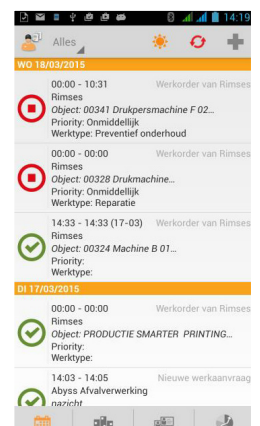 14:19
Alles
WO 18/03/2015
00:00 - 10:31 Werkorder van Rimses
Rimses
Object: 00341 Drukpersmachine F 02...
Priority: Onmiddellijk
Werktype: Preventief onderhoud
00:00 - 00:00 Werkorder van Rimses
Rimses
Object: 00328 Drukmachine...
Priority: Onmiddellijk
Werktype: Reparatie
14:33 - 14:33 (17-03) Werkorder van Rimses
Rimses
Object: 00324 Machine B 01...
Priority:
Werktype:
DI 17/03/2015
00:00 - 00:00 Werkorder van Rimses
Rimses
Object: PRODUCTIE SMARTER PRINTING...
Priority:
Werktype:
14:03 - 14:05 Nieuwe werkaanvraag
Abyss Afvalverwerking
nazicht